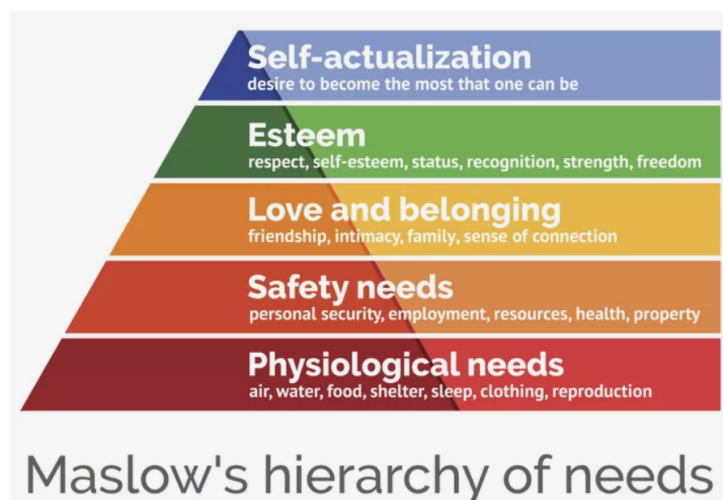 Self-actualization
desire to become the most that one can be
Esteem
respect, self-esteem, status, recognition, strength, freedom
Love and belonging
friendship, intimacy, family, sense of connection
Safety needs
personal security, employment, resources, health, property
Physiological needs
air, water, food, shelter, sleep, clothing, reproduction
Maslow's hierarchy of needs